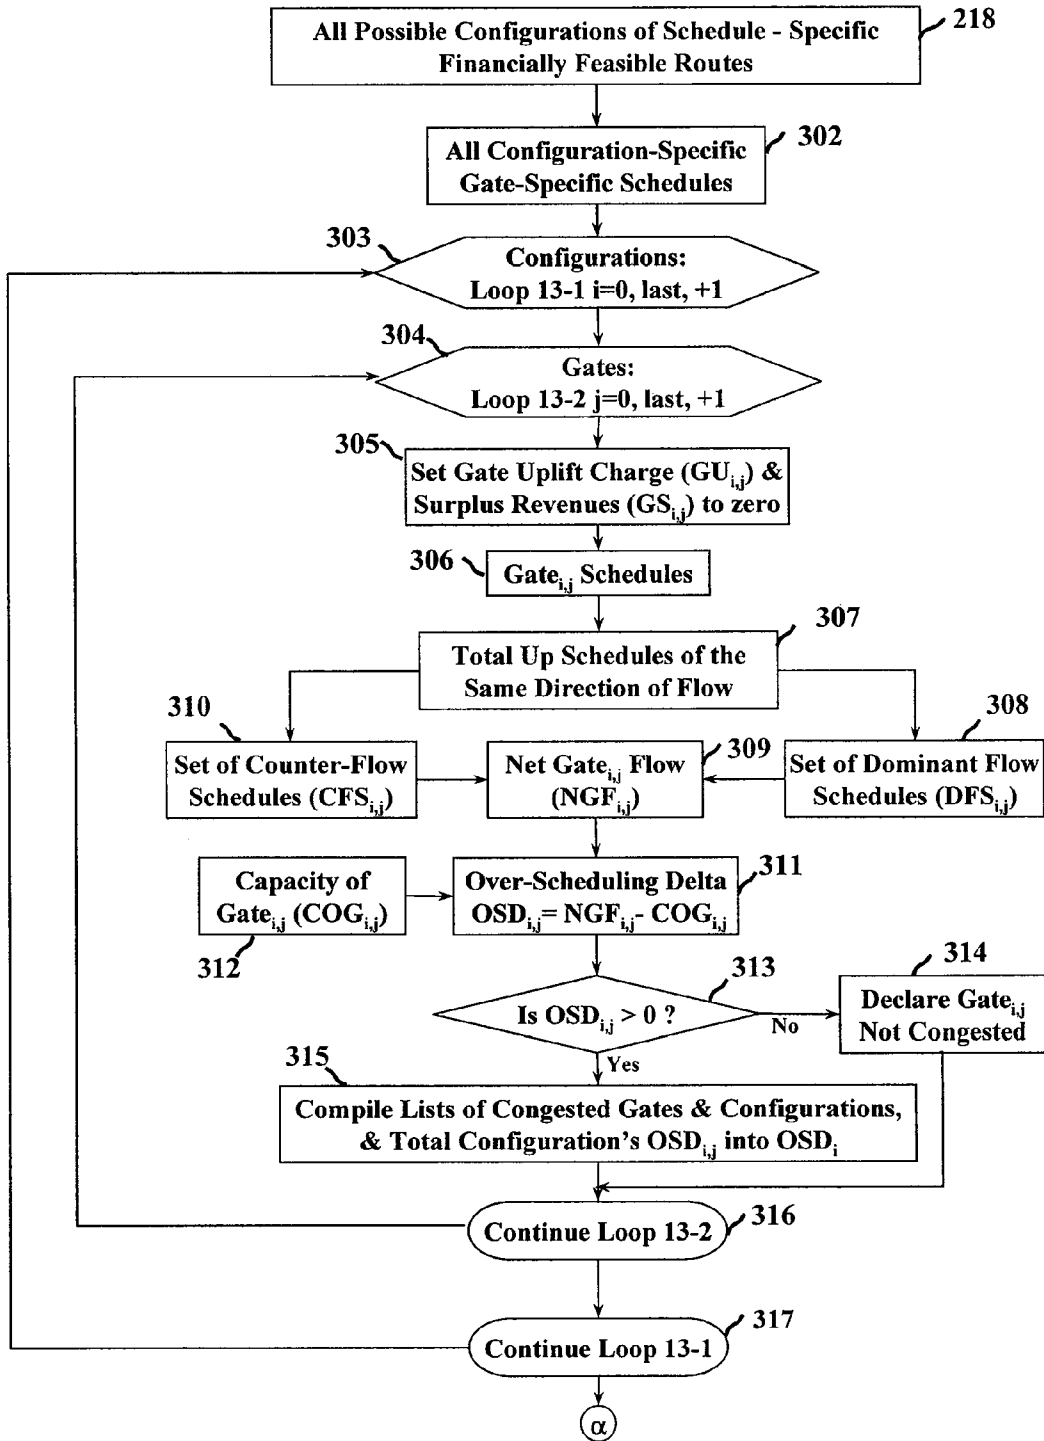 All Possible Configurations of Schedule - Specific
Financially Feasible Routes
218
All Configuration-Specific
Gate-Specific Schedules
302
303
Configurations:
Loop 13-1 i=0, last, +1
304
Gates:
Loop 13-2 j=0, last, +1
305
Set Gate Uplift Charge (GUi,j) &
Surplus Revenues (GSi,j) to zero
306
Gatei,j Schedules
307
Total Up Schedules of the
Same Direction of Flow
310
Set of Counter-Flow
Schedules (CFSi,j)
309
Net Gatei,j Flow
(NGFi,j)
308
Set of Dominant Flow
Schedules (DFSi,j)
Capacity of
Gatei,j (COGi,j)
312
Over-Scheduling Delta
OSDi,j= NGFi,j- COGi,j
311
313
Is OSDi,j > 0 ?
No
Yes
314
Declare Gatei,j
Not Congested
315
Compile Lists of Congested Gates & Configurations,
& Total Configuration's OSDi,j into OSDi
Continue Loop 13-2
316
Continue Loop 13-1
317
α